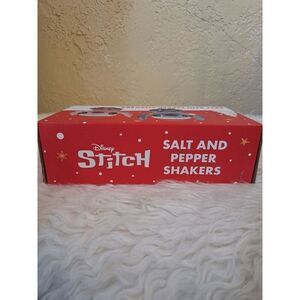 Disney
Stitch
SALT AND
PEPPER
SHAKERS